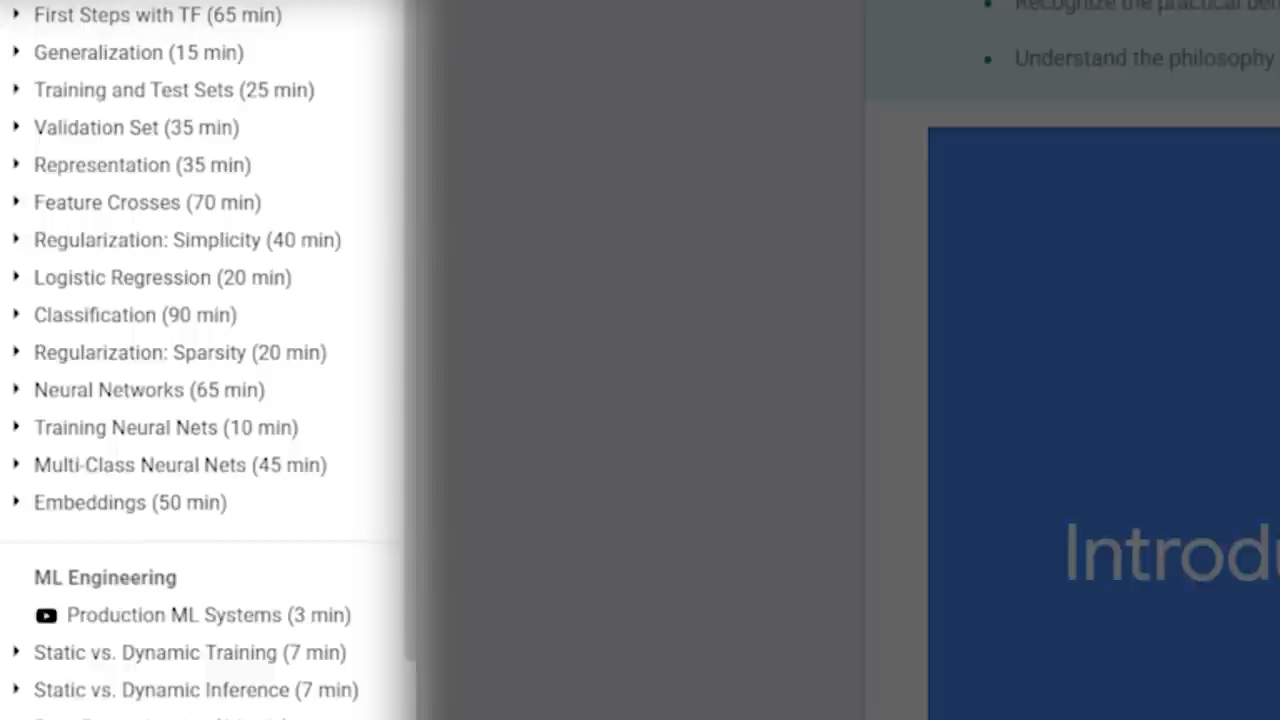 First Steps with TF (65 min)
Generalization (15 min)
Training and Test Sets (25 min)
Validation Set (35 min)
Representation (35 min)
Feature Crosses (70 min)
Regularization: Simplicity (40 min)
Logistic Regression (20 min)
Classification (90 min)
Regularization: Sparsity (20 min)
Neural Networks (65 min)
Training Neural Nets (10 min)
Multi-Class Neural Nets (45 min)
Embeddings (50 min)
ML Engineering
Production ML Systems (3 min)
Static vs. Dynamic Training (7 min)
Static vs. Dynamic Inference (7 min)
Recognize the practical
Understand the philosophy
Introdu